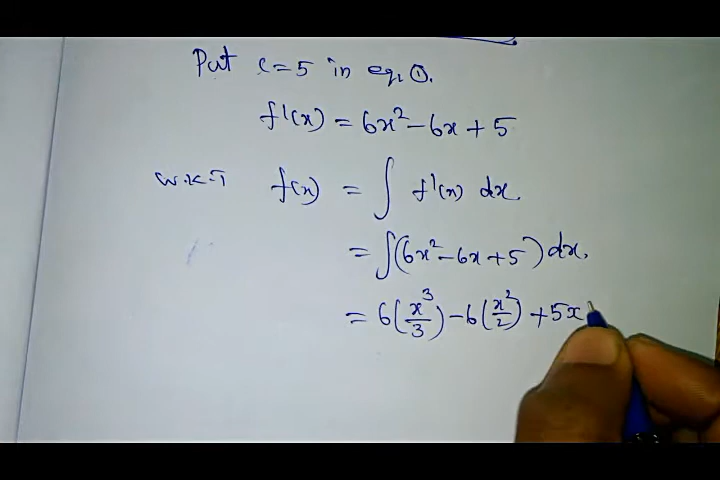 Put c=5 in eq ①.
f'(x) = 6x² - 6x + 5
W.K.T f(x) = ∫ f'(x) dx.
= ∫(6x² - 6x + 5) dx.
= 6(x³/3) - 6(x²/2) + 5x